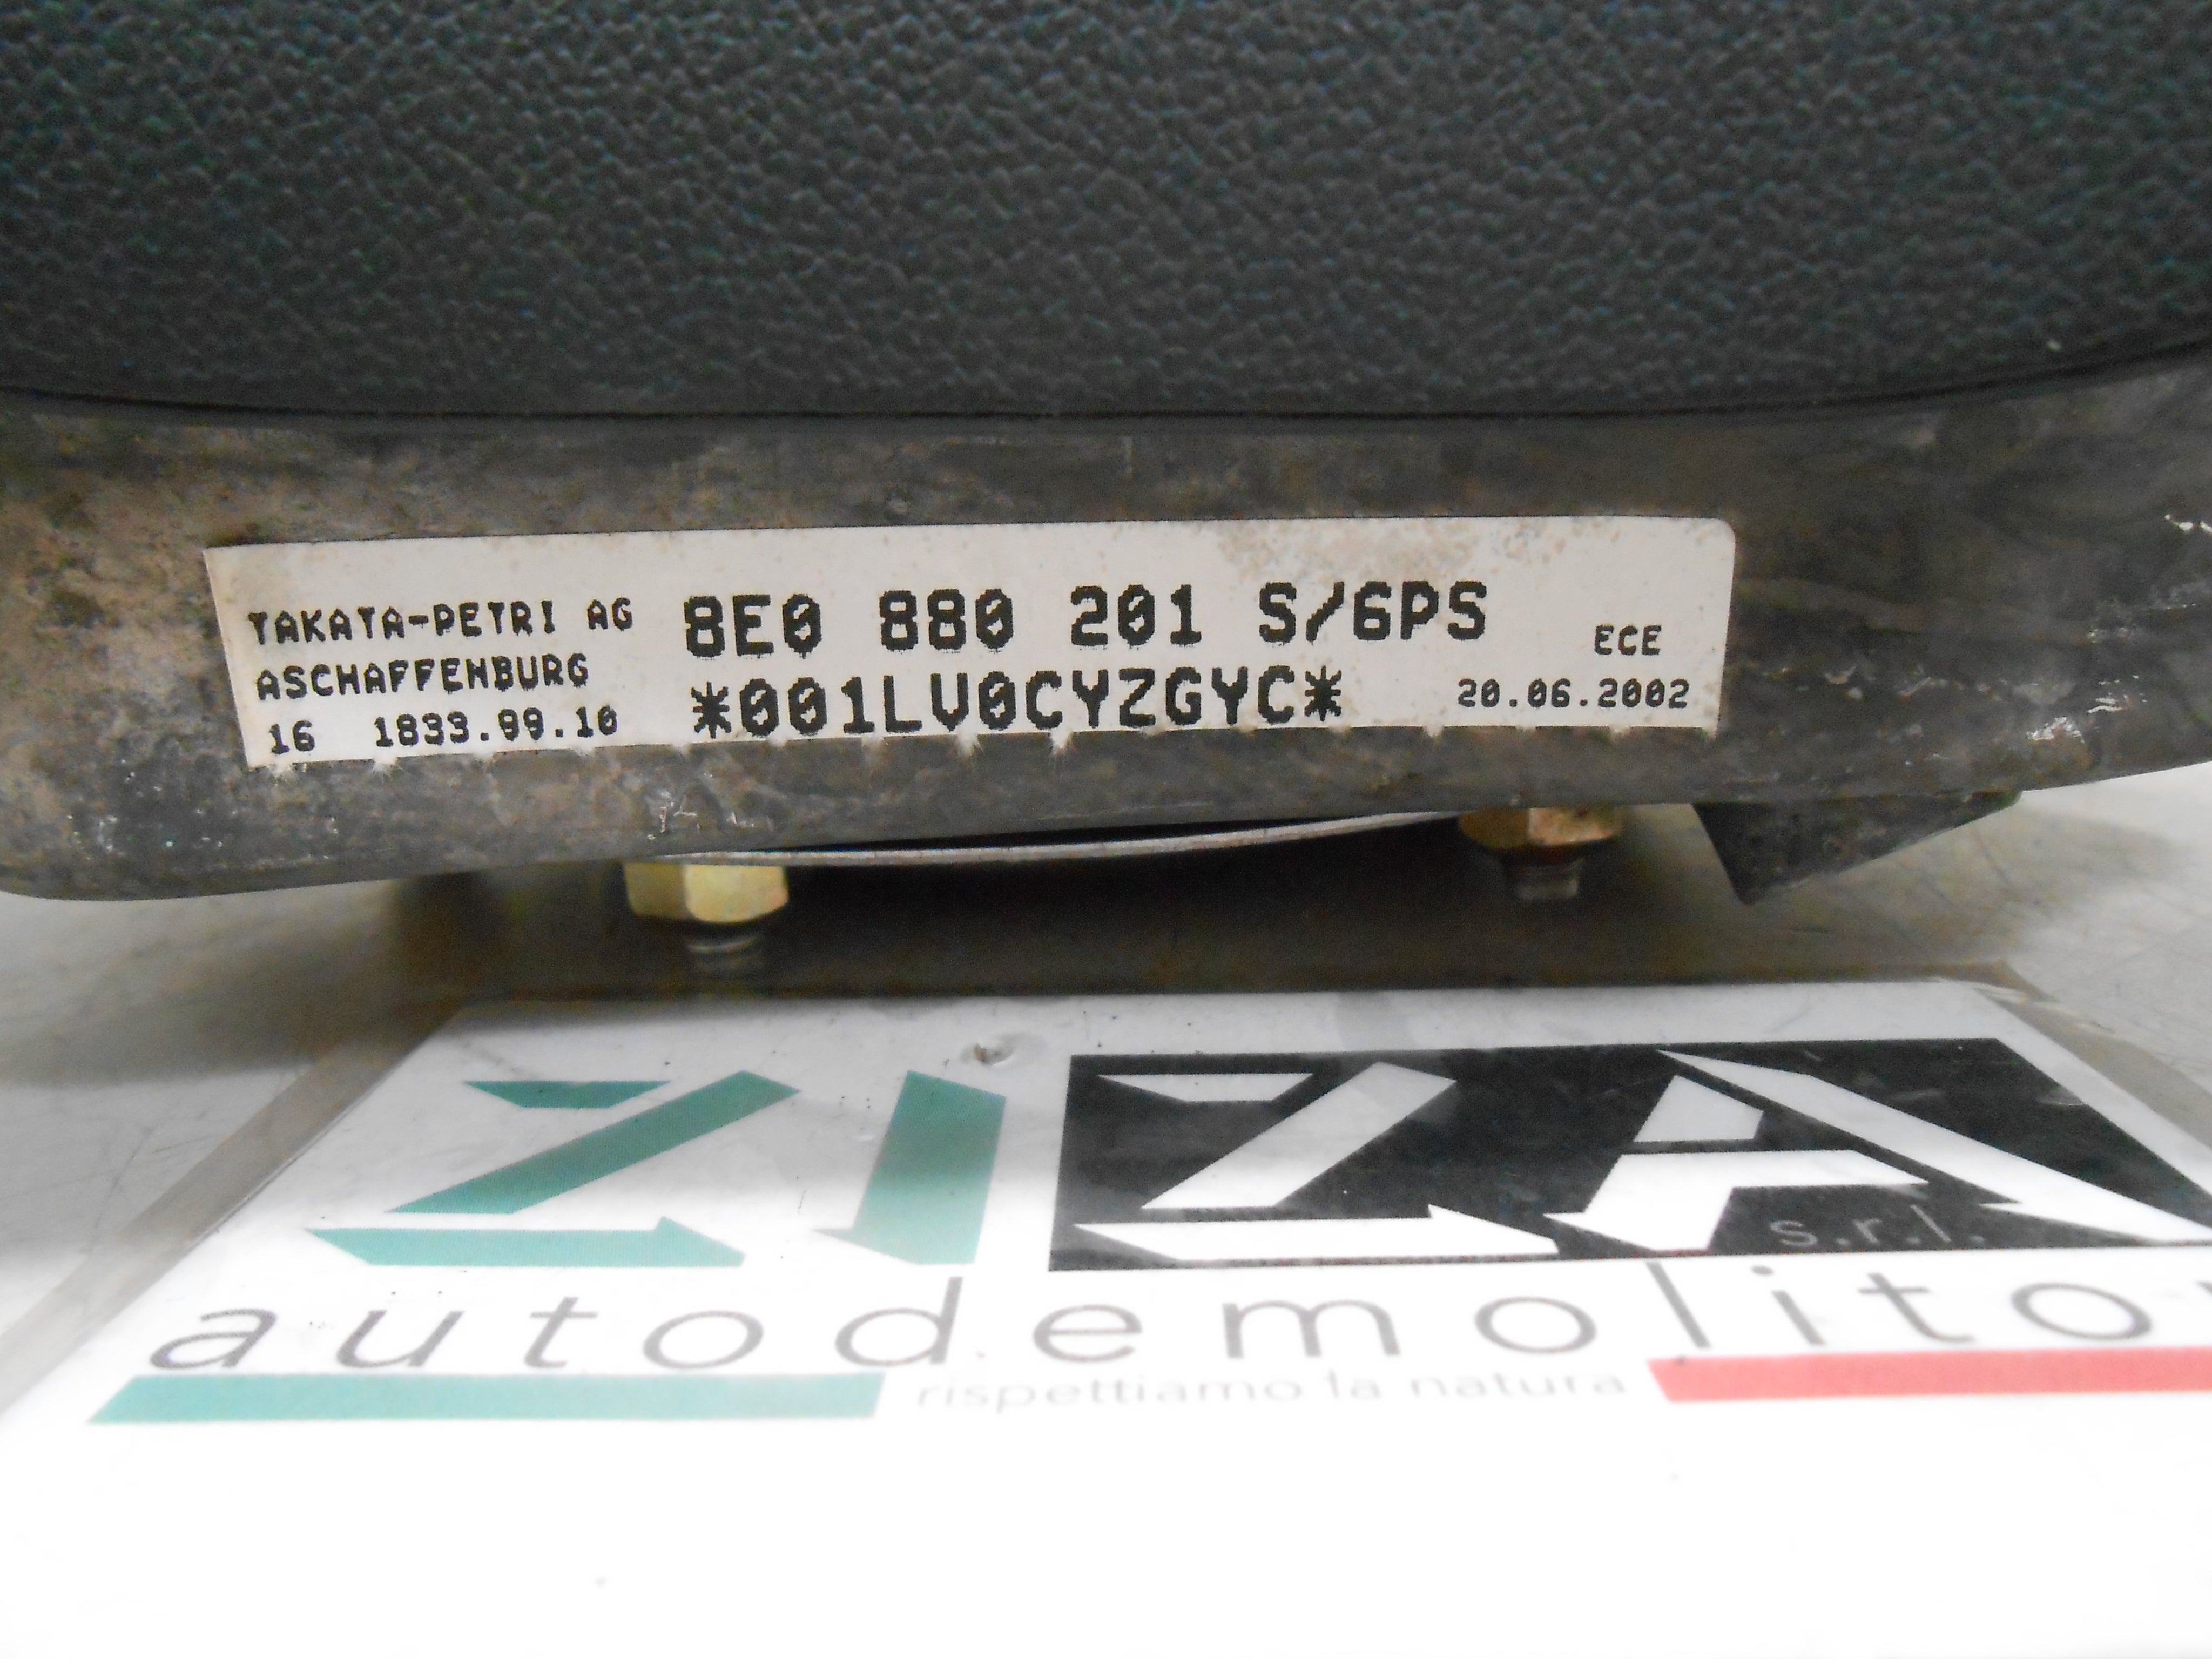 TAKATA-PETRI AG
8E0 880 201 S/6PS
ECE
ASCHAFFENBURG
*001LV0CYZGYC*
20.06.2002
16 1833.99.10
ZIZA
s.r.l.
autodemolito
rispettiamo la natura